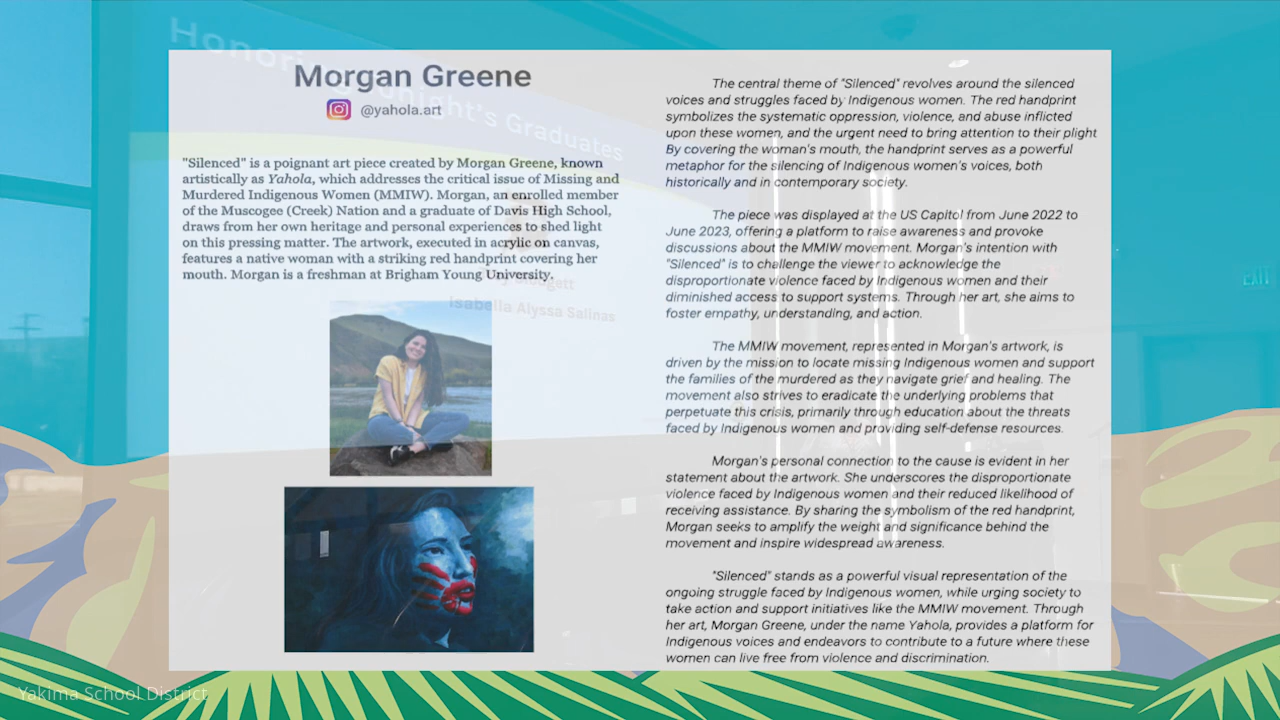 Honoring
night's Graduates
Morgan Greene
@yahola.art
"Silenced" is a poignant art piece created by Morgan Greene, known
artistically as Yahola, which addresses the critical issue of Missing and
Murdered Indigenous Women (MMIW). Morgan, an enrolled member
of the Muscogee (Creek) Nation and a graduate of Davis High School,
draws from her own heritage and personal experiences to shed light
on this pressing matter. The artwork, executed in acrylic on canvas,
features a native woman with a striking red handprint covering her
mouth. Morgan is a freshman at Brigham Young University.
Isabella Alyssa Salinas
The central theme of "Silenced" revolves around the silenced
voices and struggles faced by Indigenous women. The red handprint
symbolizes the systematic oppression, violence, and abuse inflicted
upon these women, and the urgent need to bring attention to their plight
By covering the woman's mouth, the handprint serves as a powerful
metaphor for the silencing of Indigenous women's voices, both
historically and in contemporary society.
The piece was displayed at the US Capitol from June 2022 to
June 2023, offering a platform to raise awareness and provoke
discussions about the MMIW movement. Morgan's intention with
"Silenced" is to challenge the viewer to acknowledge the
disproportionate violence faced by Indigenous women and their
diminished access to support systems. Through her art, she aims to
foster empathy, understanding, and action.
The MMIW movement, represented in Morgan's artwork, is
driven by the mission to locate missing Indigenous women and support
the families of the murdered as they navigate grief and healing. The
movement also strives to eradicate the underlying problems that
perpetuate this crisis, primarily through education about the threats
faced by Indigenous women and providing self-defense resources.
Morgan's personal connection to the cause is evident in her
statement about the artwork. She underscores the disproportionate
violence faced by Indigenous women and their reduced likelihood of
receiving assistance. By sharing the symbolism of the red handprint,
Morgan seeks to amplify the weight and significance behind the
movement and inspire widespread awareness.
"Silenced" stands as a powerful visual representation of the
ongoing struggle faced by Indigenous women, while urging society to
take action and support initiatives like the MMIW movement. Through
her art, Morgan Greene, under the name Yahola, provides a platform for
Indigenous voices and endeavors to contribute to a future where these
women can live free from violence and discrimination.
EXIT
Yakima School District